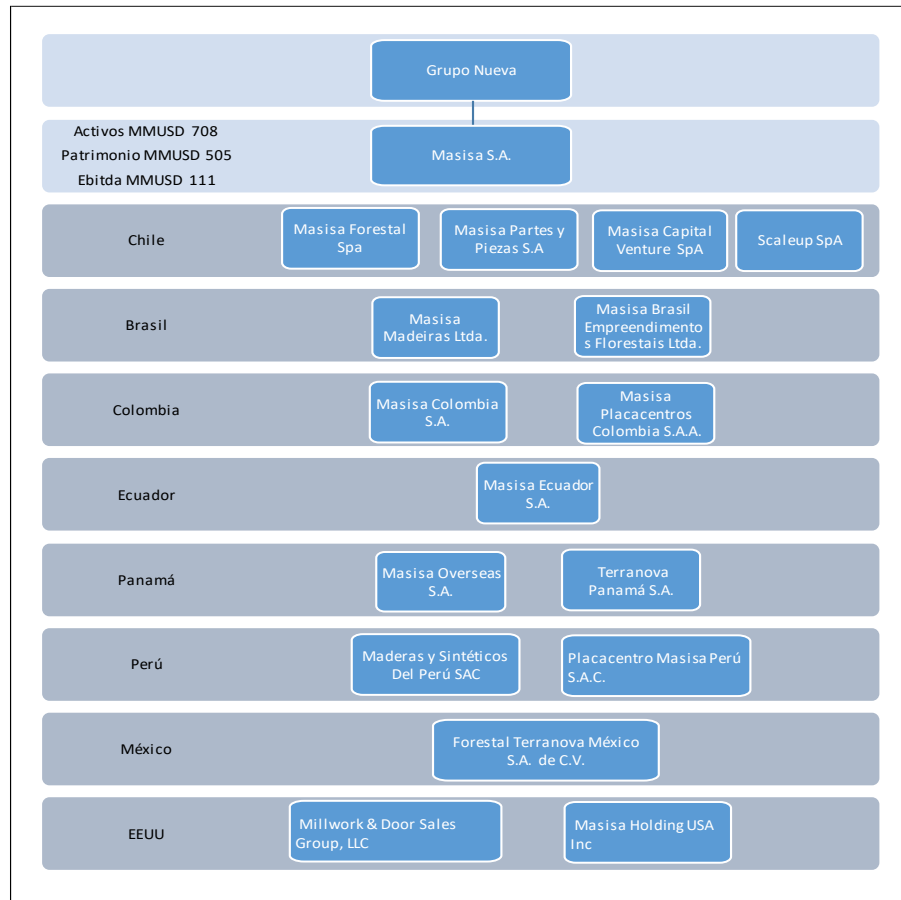 Grupo Nueva
Activos MMUSD 708
Patrimonio MMUSD 505
Ebitda MMUSD 111
Masisa S.A.
Chile
Masisa Forestal
Spa
Masisa Partes y
Piezas S.A
Masisa Capital
Venture SpA
Scaleup SpA
Brasil
Masisa
Madeiras Ltda.
Masisa Brasil
Empreendimento
s Florestais Ltda.
Colombia
Masisa Colombia
S.A.
Masisa
Placacentros
Colombia S.A.A.
Ecuador
Masisa Ecuador
S.A.
Panamá
Masisa Overseas
S.A.
Terranova
Panamá S.A.
Perú
Maderas y Sintéticos
Del Perú SAC
Placacentro Masisa Perú
S.A.C.
México
Forestal Terranova México
S.A. de C.V.
EEUU
Millwork & Door Sales
Group, LLC
Masisa Holding USA
Inc